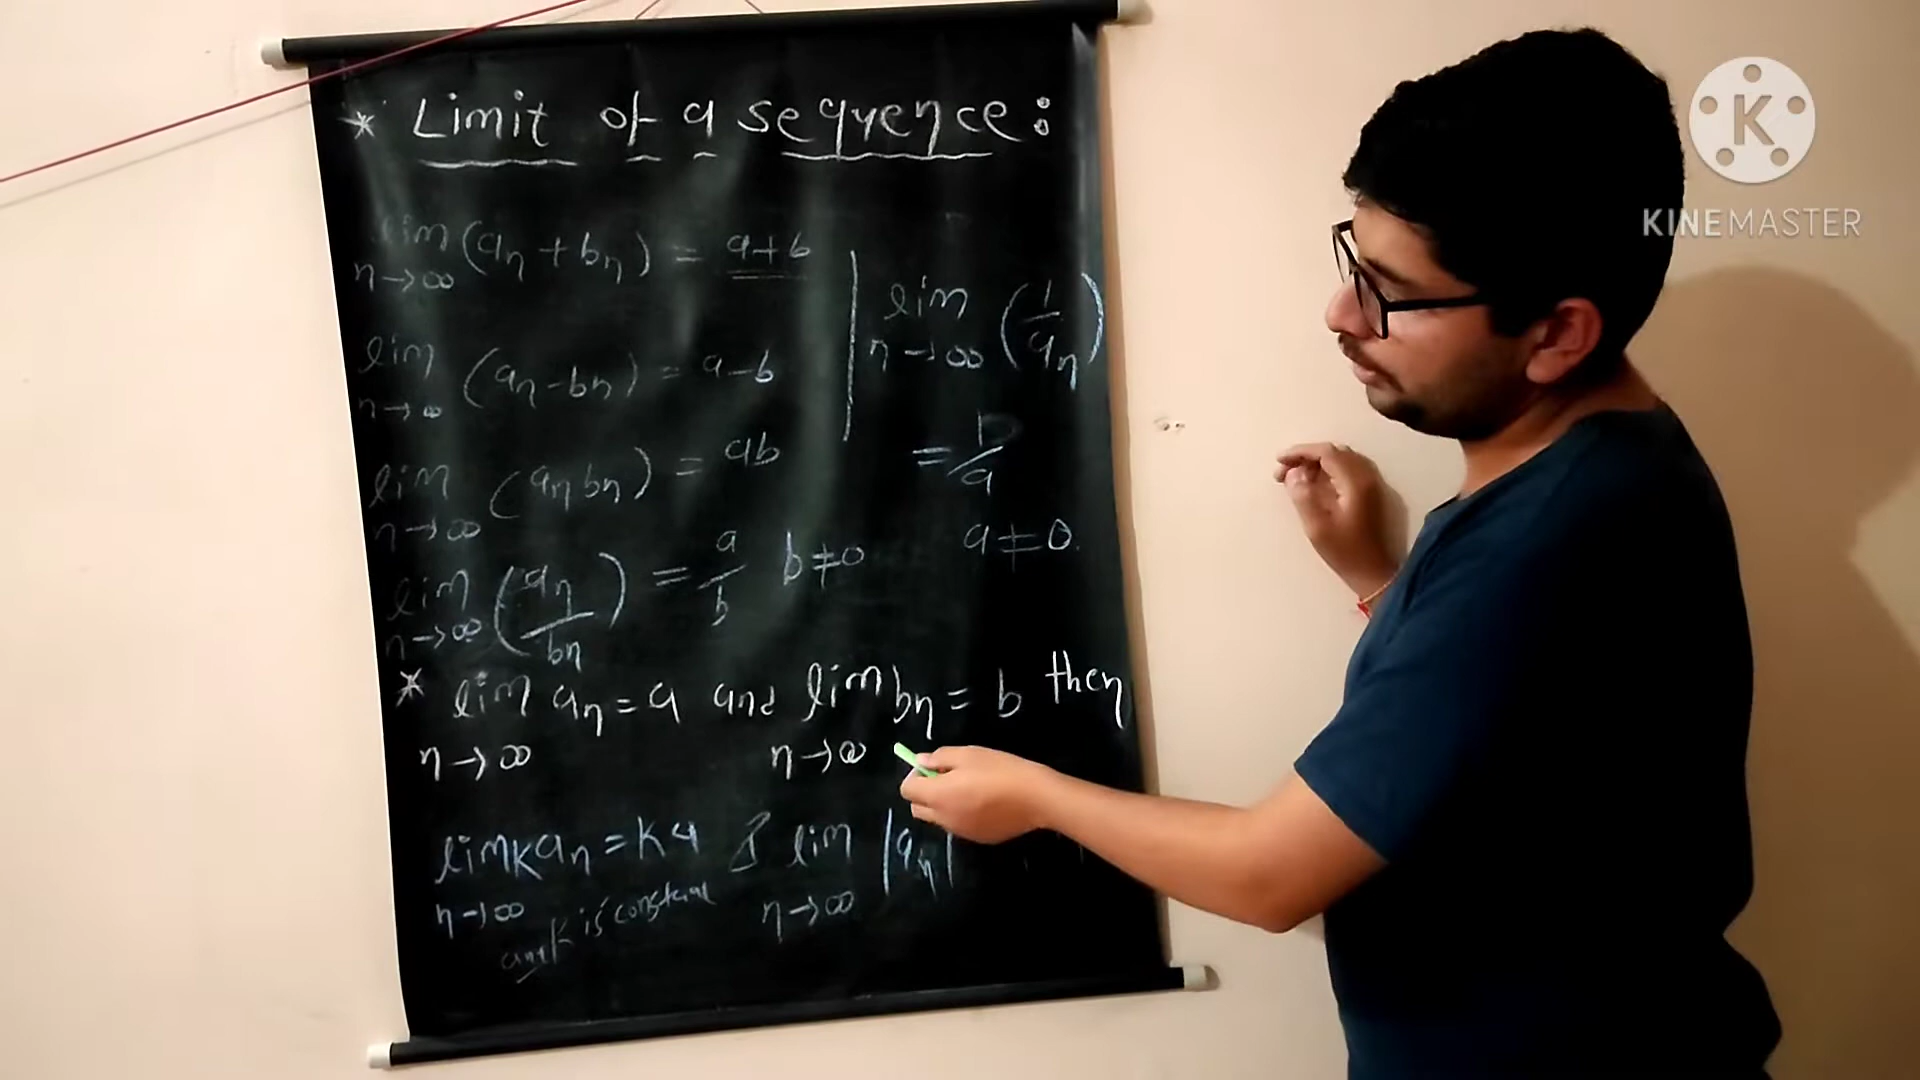 * Limit of a sequence:
lim (an + bn) = a+b
n→∞
lim (an - bn) = a-b
n→∞
lim (an bn) = ab
n→∞
lim (an/bn) = a/b b≠0
n→∞
lim (1/an)
n→∞
= 1/a
a≠0.
* lim an = a and lim bn = b then
n→∞ n→∞
lim Kan = Ka & lim |an|
n→∞ n→∞
is constant
K
KINEMASTER